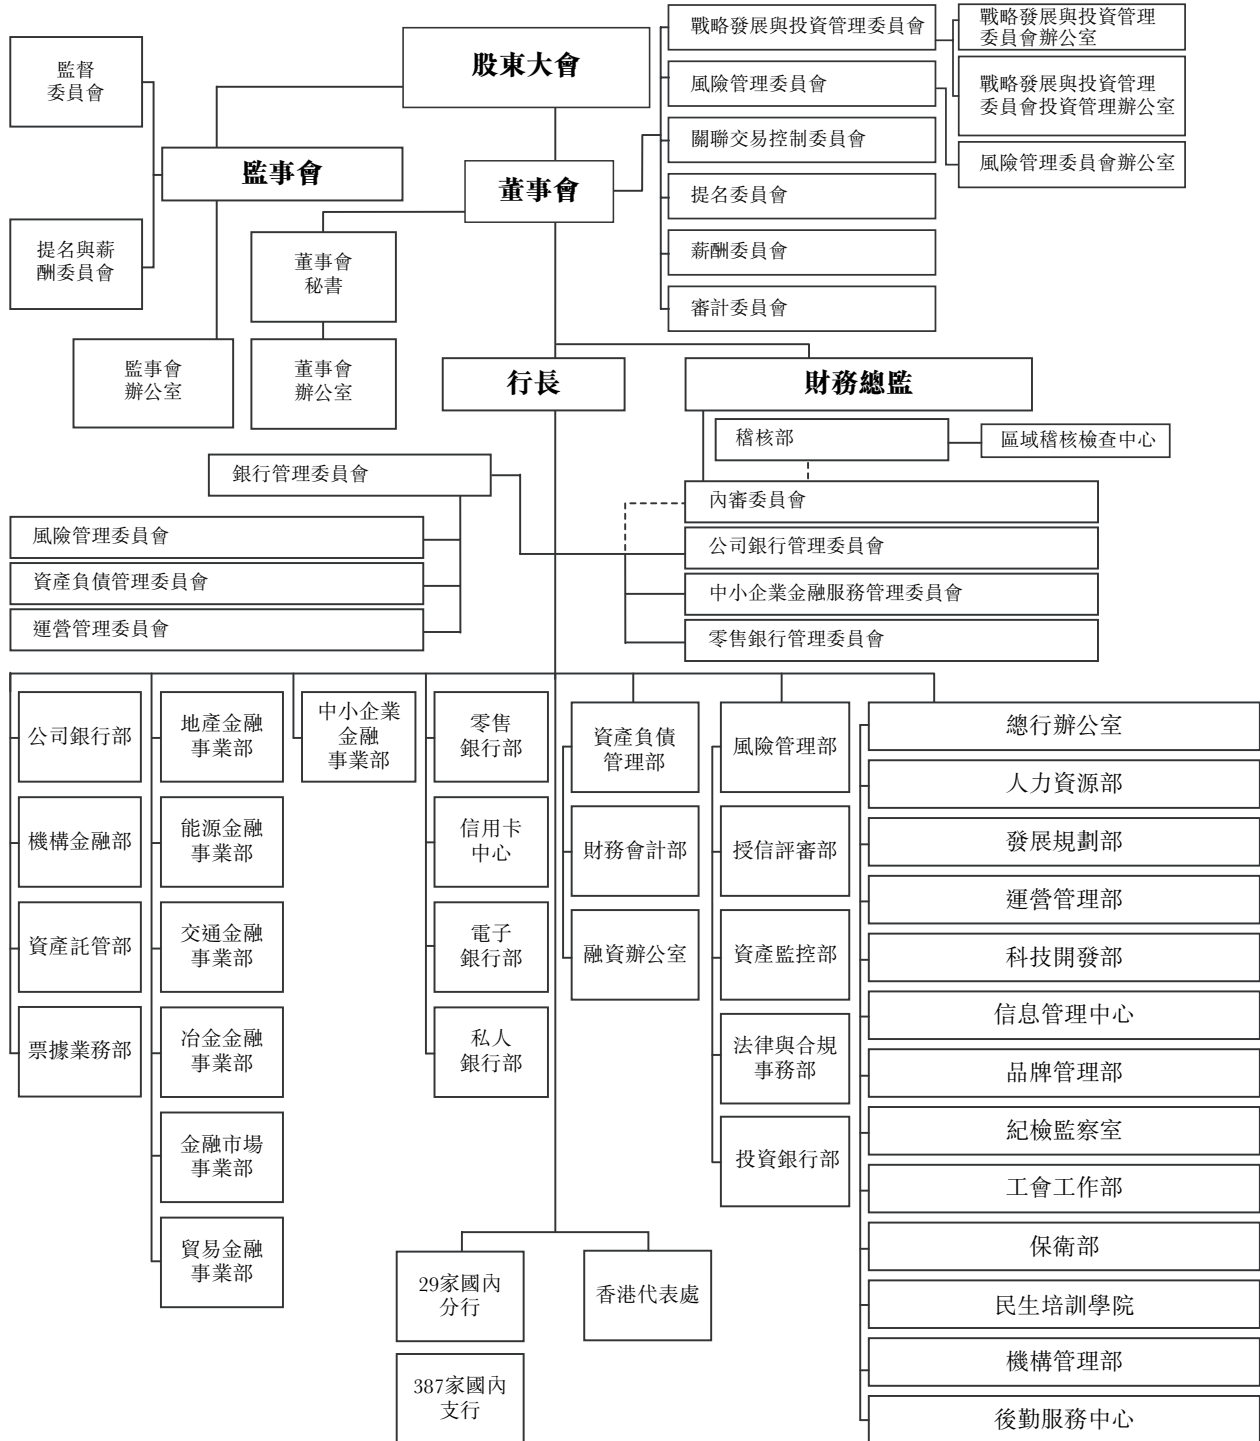 股東大會
監督
委員會
監事會
提名與薪
酬委員會
監事會
辦公室
董事會
董事會
秘書
董事會
辦公室
戰略發展與投資管理委員會
風險管理委員會
關聯交易控制委員會
提名委員會
薪酬委員會
審計委員會
戰略發展與投資管理
委員會辦公室
戰略發展與投資管理
委員會投資管理辦公室
風險管理委員會辦公室
行長
財務總監
稽核部
區域稽核檢查中心
銀行管理委員會
風險管理委員會
資產負債管理委員會
運營管理委員會
內審委員會
公司銀行管理委員會
中小企業金融服務管理委員會
零售銀行管理委員會
公司銀行部
機構金融部
資產託管部
票據業務部
地產金融
事業部
能源金融
事業部
交通金融
事業部
冶金金融
事業部
金融市場
事業部
貿易金融
事業部
中小企業
金融
事業部
零售
銀行部
信用卡
中心
電子
銀行部
私人
銀行部
資產負債
管理部
財務會計部
融資辦公室
風險管理部
授信評審部
資產監控部
法律與合規
事務部
投資銀行部
總行辦公室
人力資源部
發展規劃部
運營管理部
科技開發部
信息管理中心
品牌管理部
紀檢監察室
工會工作部
保衛部
民生培訓學院
機構管理部
後勤服務中心
29家國內
分行
387家國內
支行
香港代表處